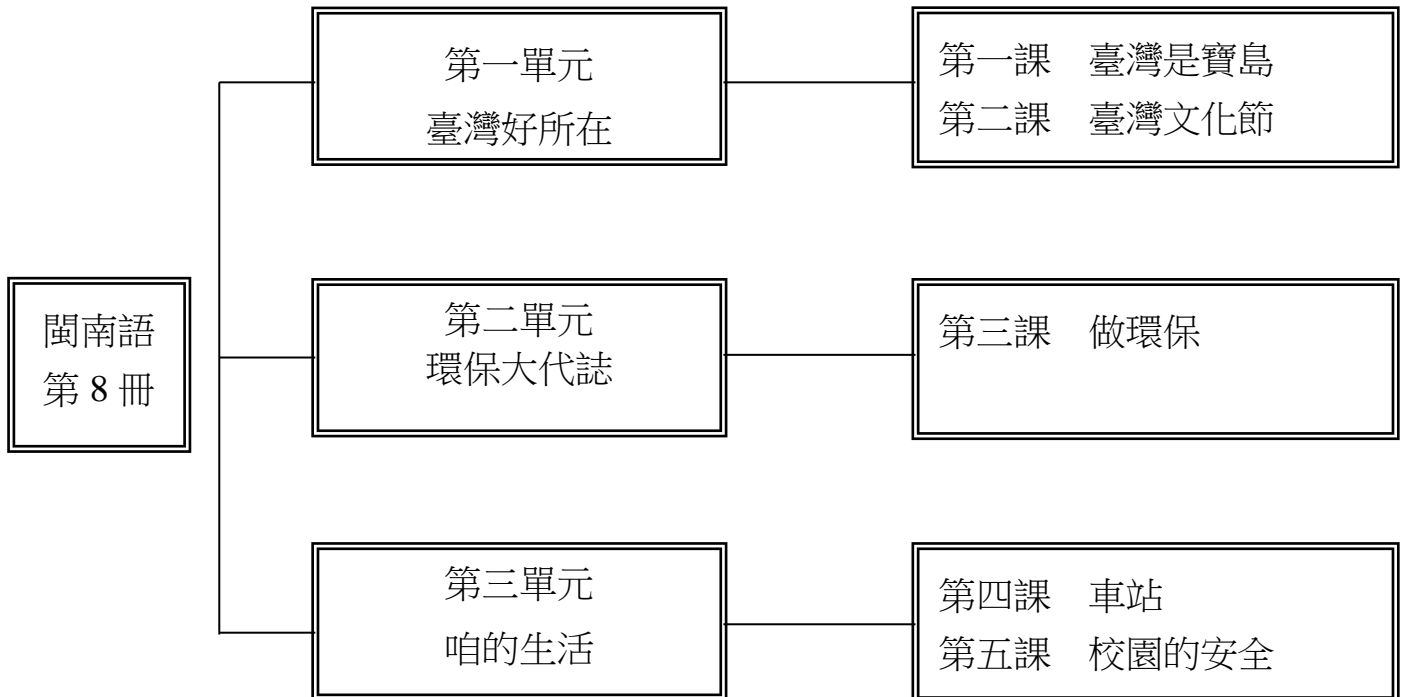 閩南語
第 8 冊
第一單元
臺灣好所在
第一課 臺灣是寶島
第二課 臺灣文化節
第二單元
環保大代誌
第三課 做環保
第三單元
咱的生活
第四課 車站
第五課 校園的安全